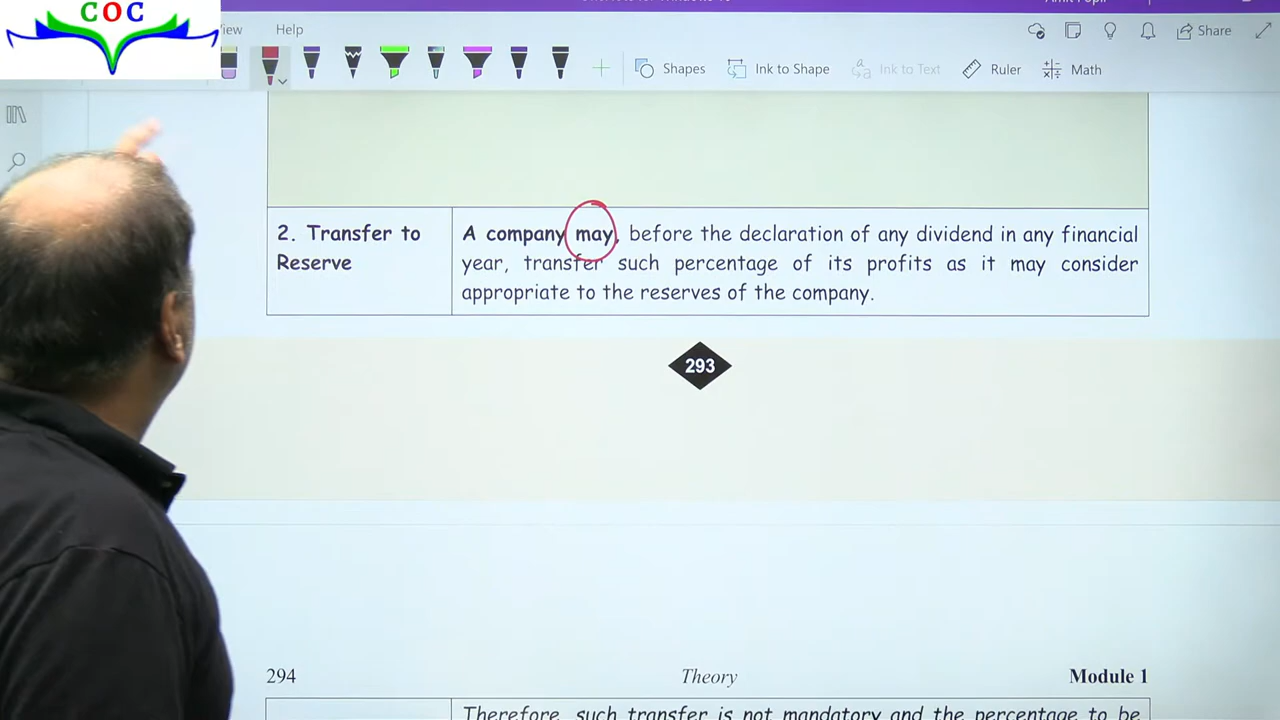 COC
View Help
Share
Shapes Ink to Shape Ink to Text Ruler Math
2. Transfer to
Reserve
A company may, before the declaration of any dividend in any financial
year, transfer such percentage of its profits as it may consider
appropriate to the reserves of the company.
293
294 Theory Module 1
Therefore, such transfer is not mandatory and the percentage to be